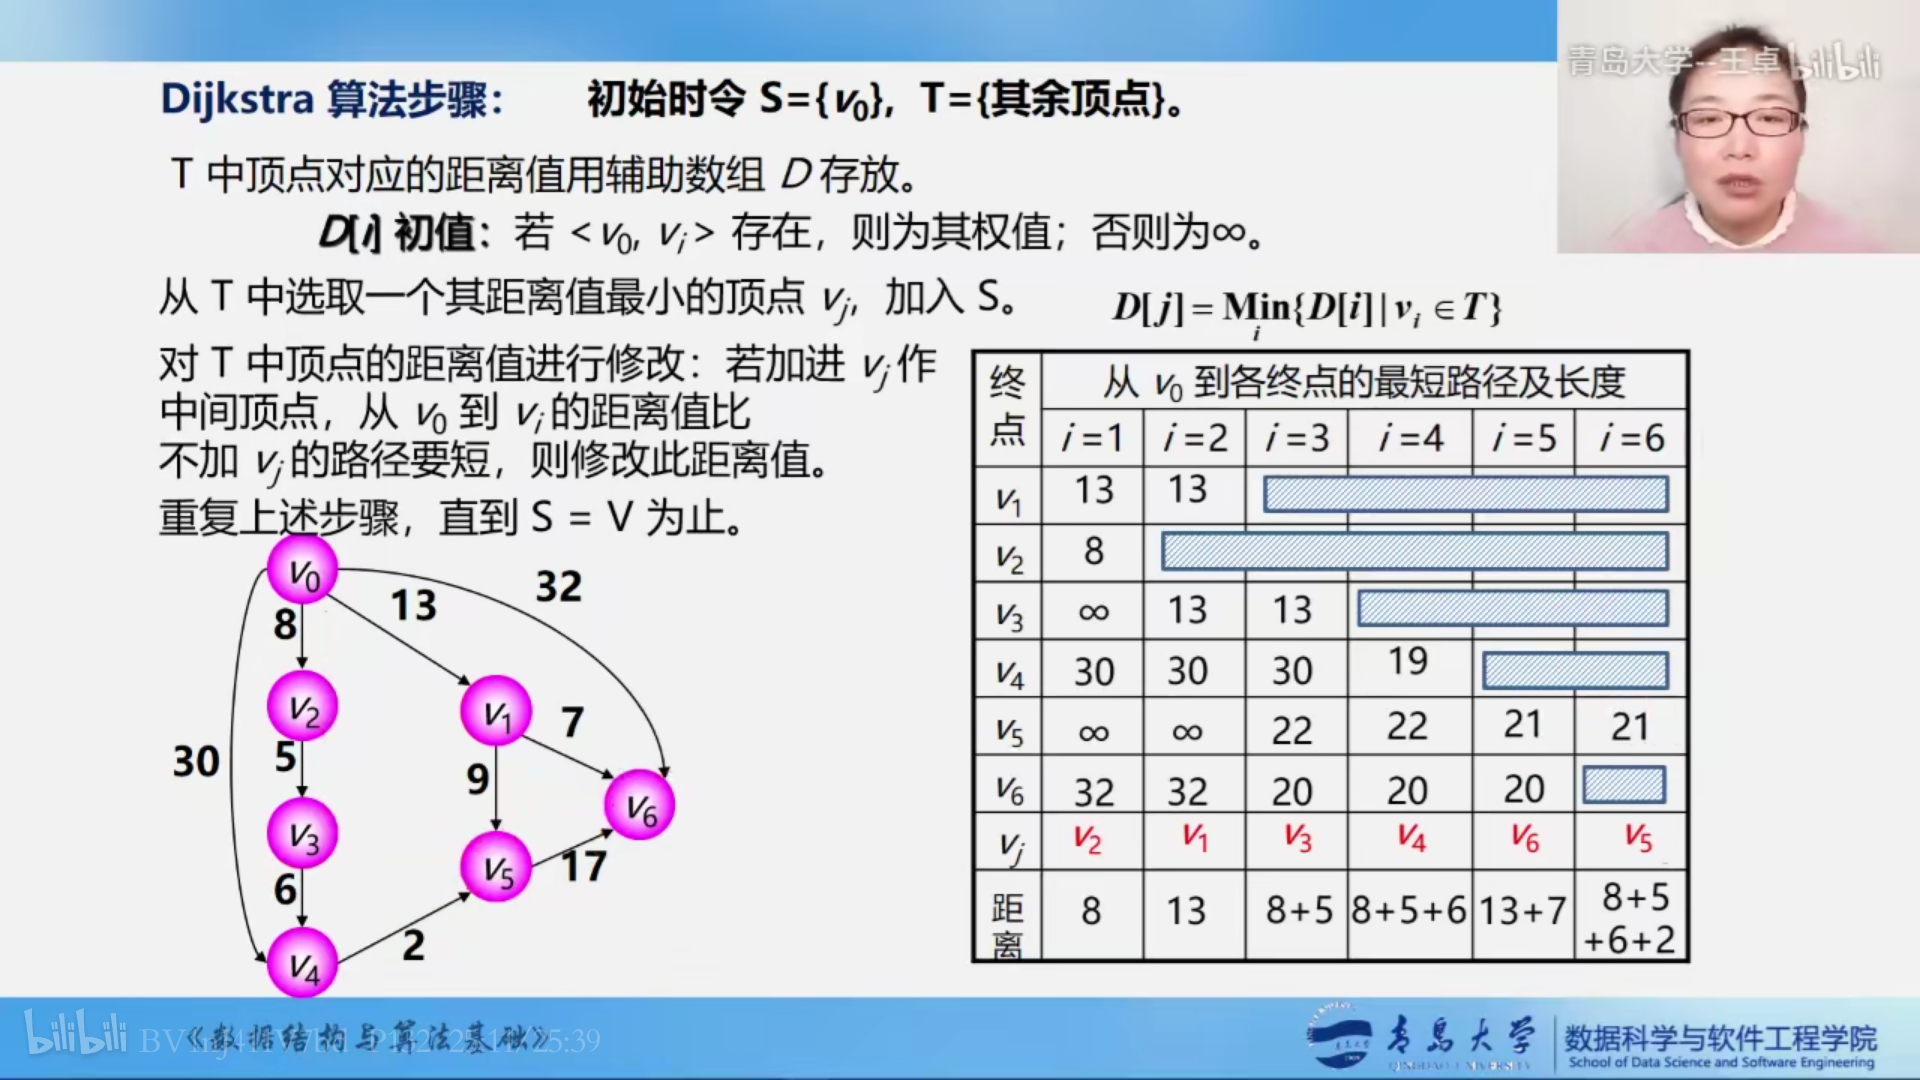 青岛大学--王卓 bilibili
Dijkstra 算法步骤： 初始时令 S={v0}, T={其余顶点}。
T 中顶点对应的距离值用辅助数组 D 存放。
D[i] 初值：若 <v0, vi> 存在，则为其权值；否则为∞。
从 T 中选取一个其距离值最小的顶点 vj，加入 S。 D[j]=Min{D[i]|vi∈T}
i
对 T 中顶点的距离值进行修改：若加进 vj 作
中间顶点，从 v0 到 vi 的距离值比
不加 vj 的路径要短，则修改此距离值。
重复上述步骤，直到 S = V 为止。
v0
32
13
8
v2
v1
7
5
30
9
v6
v3
v5
17
6
2
v4
终点 从 v0 到各终点的最短路径及长度
i=1 i=2 i=3 i=4 i=5 i=6
v1 13 13
v2 8
v3 ∞ 13 13
v4 30 30 30 19
v5 ∞ ∞ 22 22 21 21
v6 32 32 20 20 20
vj v2 v1 v3 v4 v6 v5
距离 8 13 8+5 8+5+6 13+7 8+5+6+2
bilibili
《数据结构与算法基础》
青岛大学
QINGDAO UNIVERSITY
数据科学与软件工程学院
School of Data Science and Software Engineering